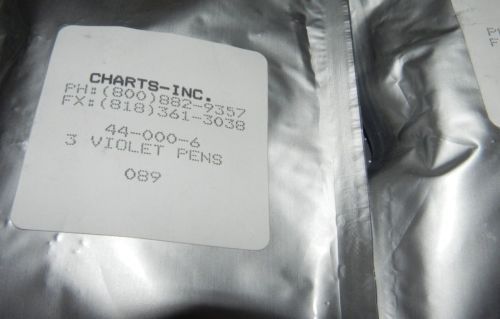 CHARTS-INC.
PH:(800)882-9357
FX:(818)361-3038
44-000-6
3 VIOLET PENS
089
P
F